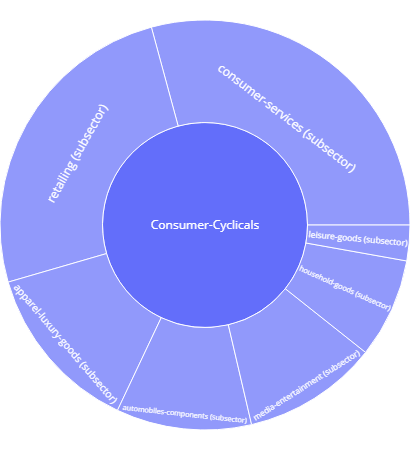 consumer-services (subsector)
retailing (subsector)
Consumer-Cyclicals
leisure-goods (subsector)
household-goods (subsector)
apparel-luxury-goods (subsector)
media-entertainment (subsector)
automobiles-components (subsector)